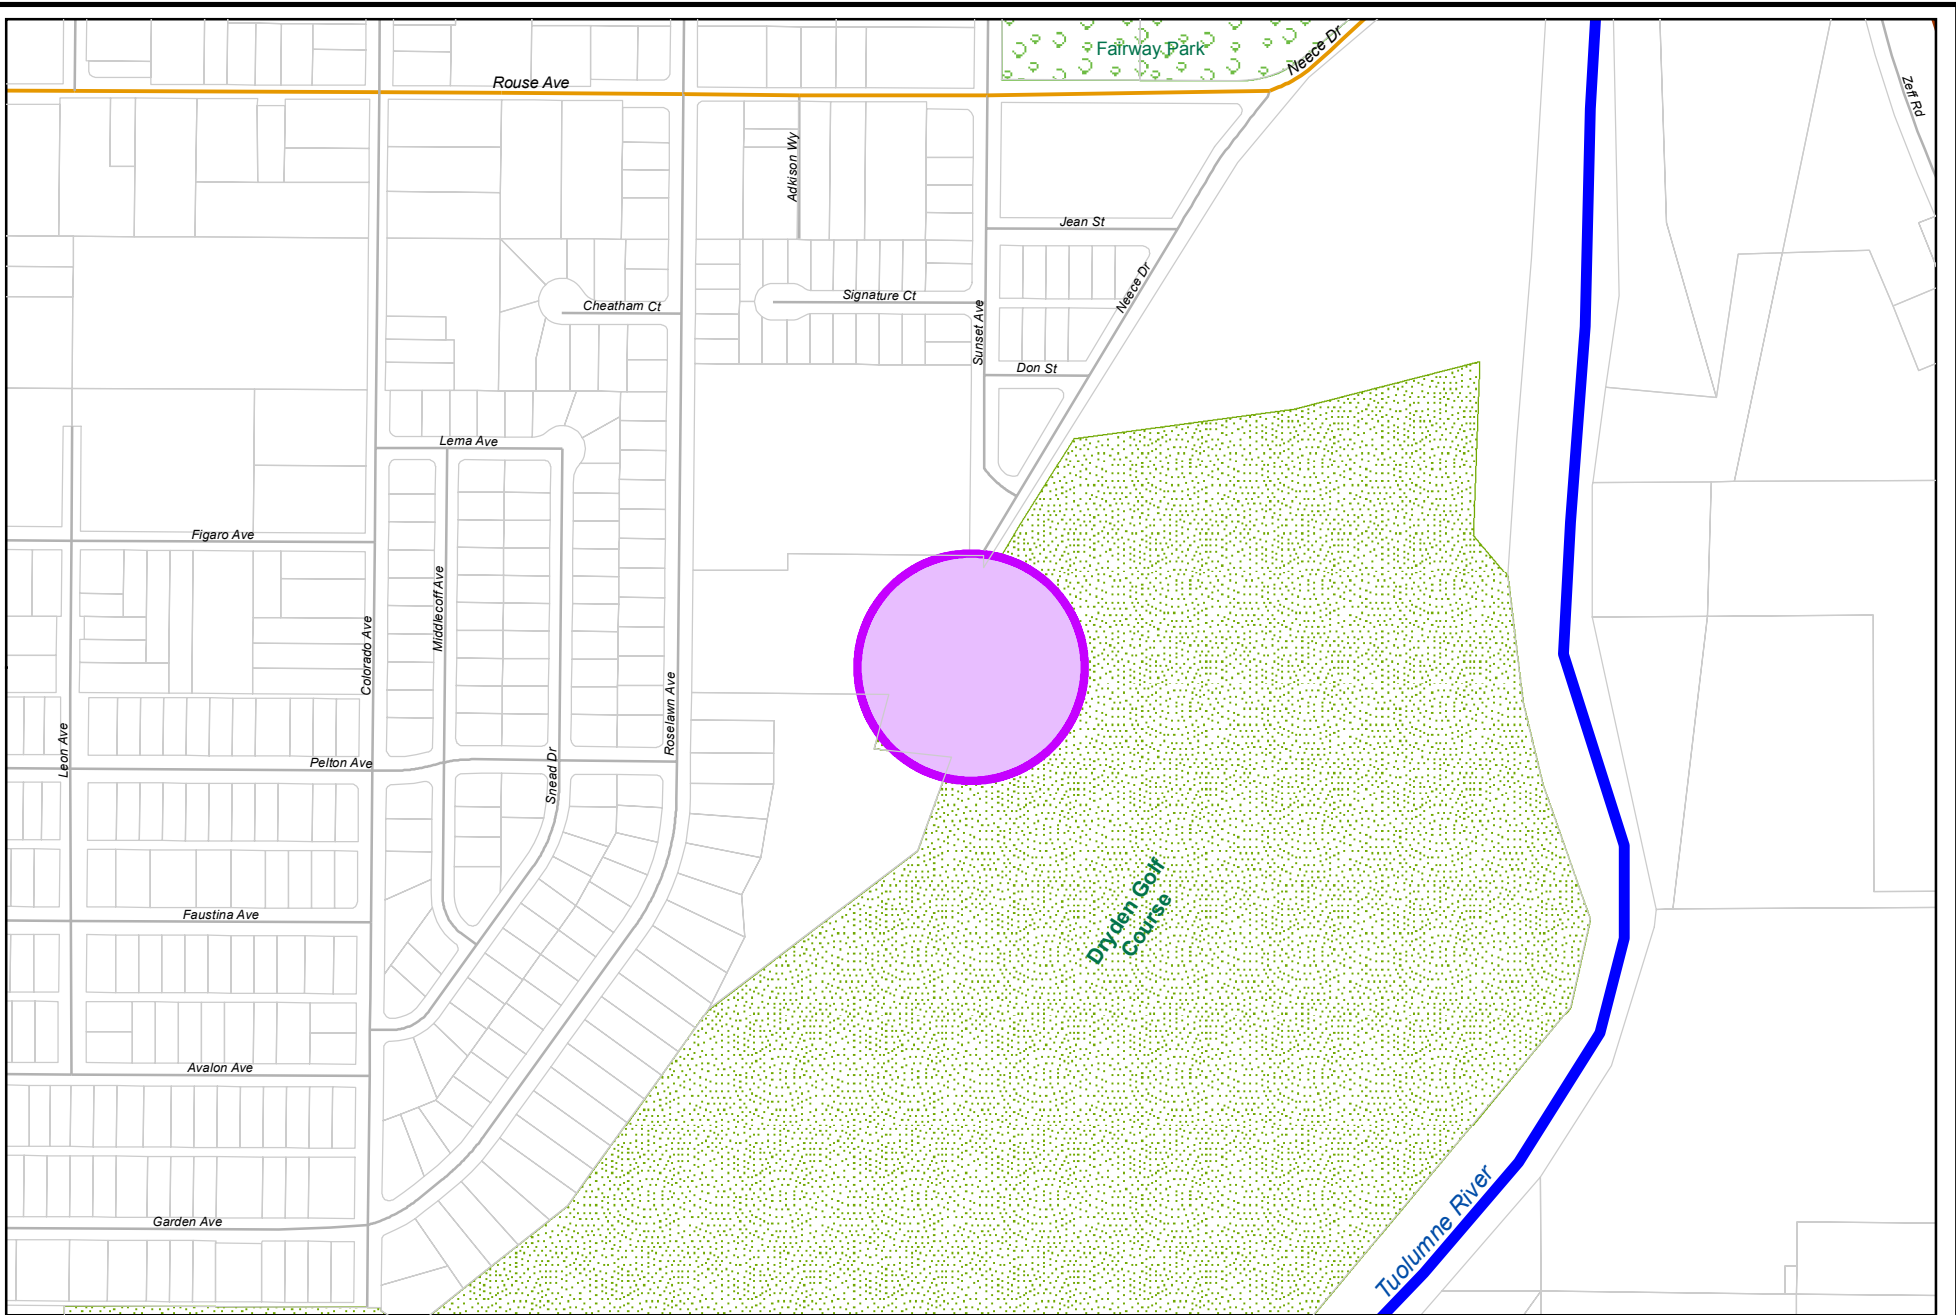 Fairway Park
Neece Dr
Rouse Ave
Zeff Rd
Adkison Wy
Jean St
Neece Dr
Signature Ct
Cheatham Ct
Sunset Ave
Don St
Lema Ave
Figaro Ave
Middlecoff Ave
Colorado Ave
Roselawn Ave
Leon Ave
Pelton Ave
Snead Dr
Faustina Ave
Dryden Golf
Course
Avalon Ave
Garden Ave
Tuolumne River